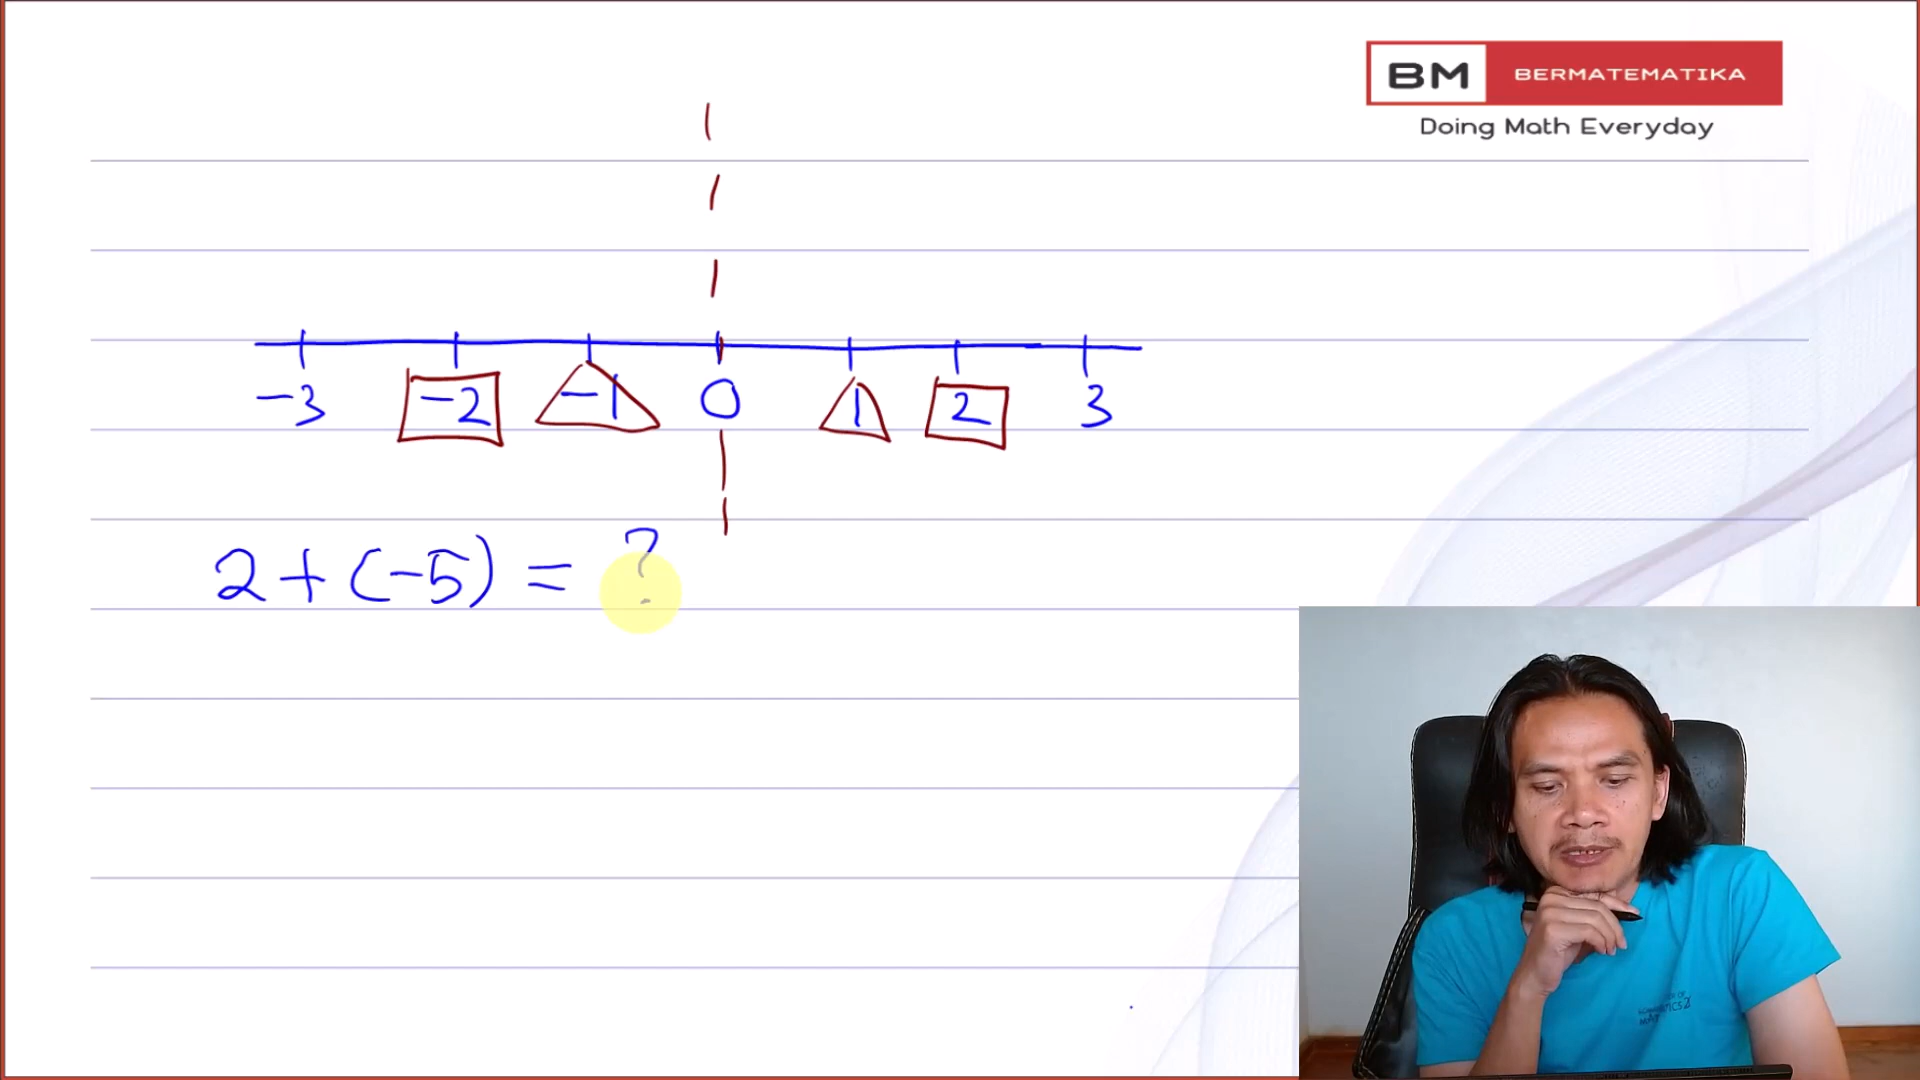 BM BERMATEMATIKA
Doing Math Everyday
-3 -2 -1 0 1 2 3
2 + (-5) = ?